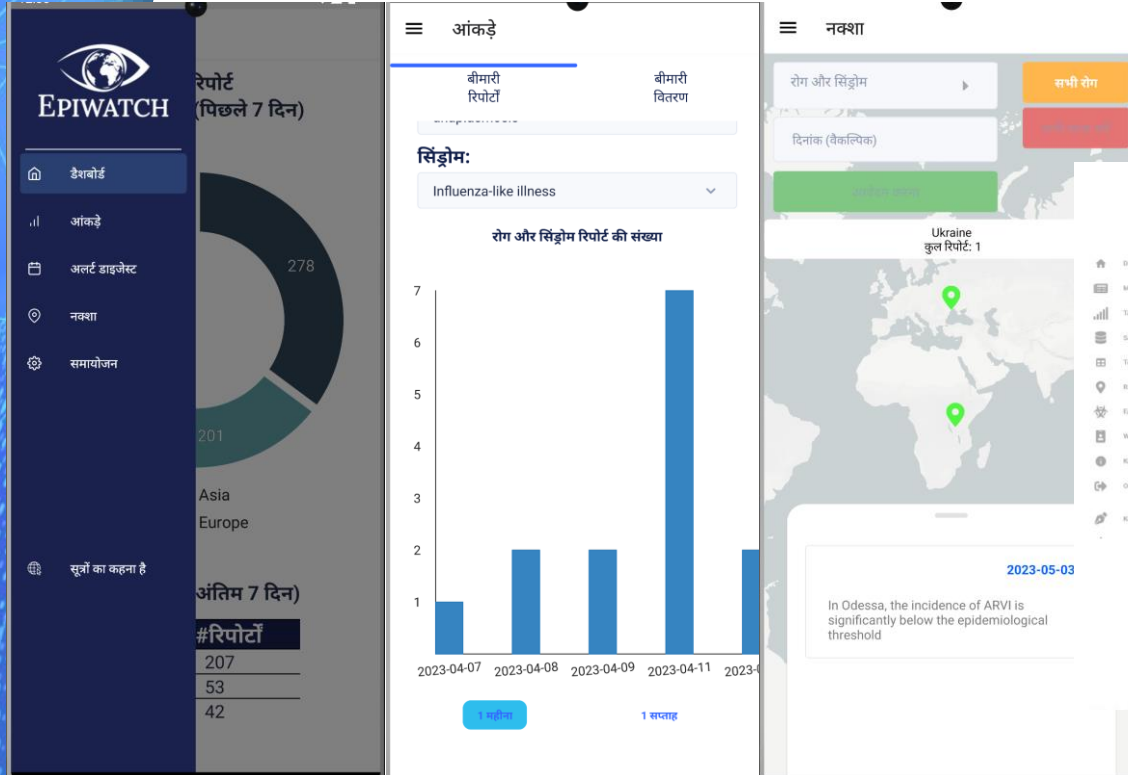 EPIWATCH
डैशबोर्ड
आंकड़े
अलर्ट डाइजेस्ट
नक्शा
समायोजन
सूत्रों का कहना है
रिपोर्ट
(पिछले 7 दिन)
278
201
Asia
Europe
अंतिम 7 दिन)
#रिपोर्टों
207
53
42
आंकड़े
बीमारी
रिपोर्टों
बीमारी
वितरण
सिंड्रोम:
Influenza-like illness
रोग और सिंड्रोम रिपोर्ट की संख्या
7
6
5
4
3
2
1
2023-04-07 2023-04-08 2023-04-09 2023-04-11
1 महीना
1 सप्ताह
नक्शा
रोग और सिंड्रोम
सभी रोग
दिनांक (वैकल्पिक)
Ukraine
कुल रिपोर्ट: 1
2023-05-03
In Odessa, the incidence of ARVI is
significantly below the epidemiological
threshold